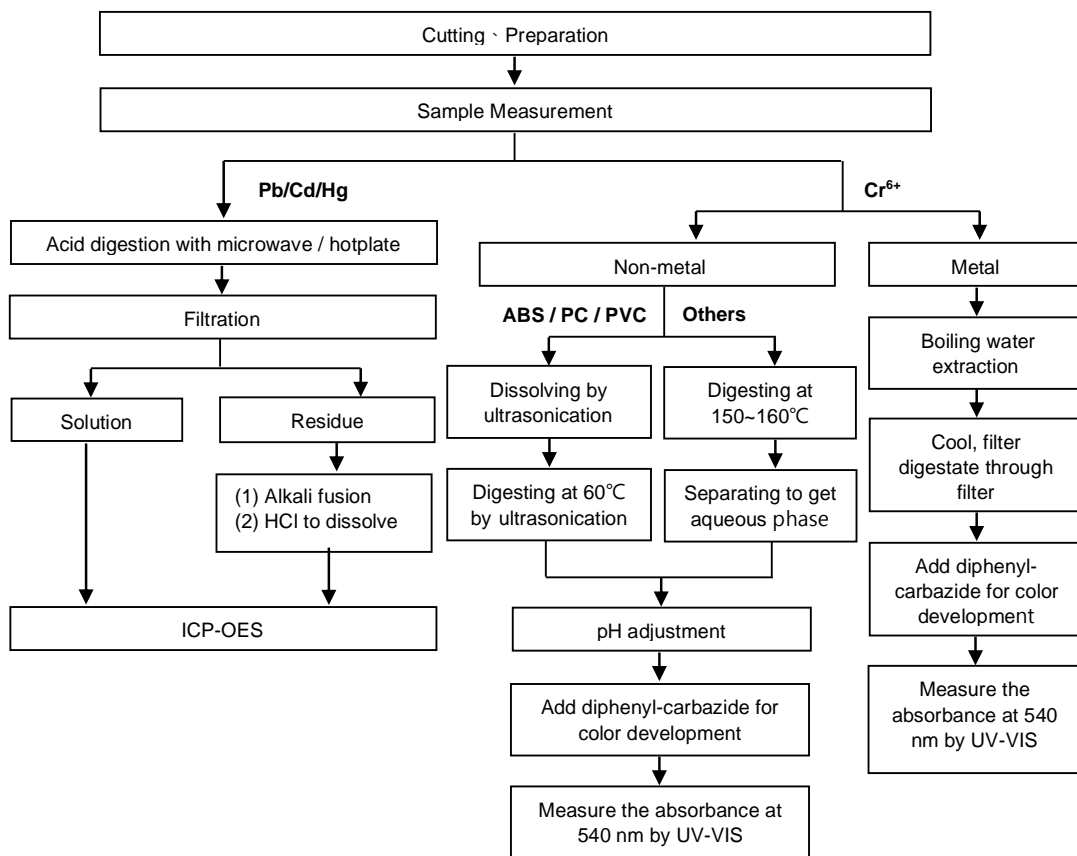 Cutting、Preparation
Sample Measurement
Pb/Cd/Hg
Cr⁶⁺
Acid digestion with microwave / hotplate
Non-metal
Metal
Filtration
ABS / PC / PVC
Others
Boiling water
extraction
Solution
Residue
Dissolving by
ultrasonication
Digesting at
150~160℃
Cool, filter
digestate through
filter
(1) Alkali fusion
(2) HCl to dissolve
Digesting at 60℃
by ultrasonication
Separating to get
aqueous phase
Add diphenyl-
carbazide for color
development
ICP-OES
pH adjustment
Measure the
absorbance at 540
nm by UV-VIS
Add diphenyl-carbazide for
color development
Measure the absorbance at
540 nm by UV-VIS